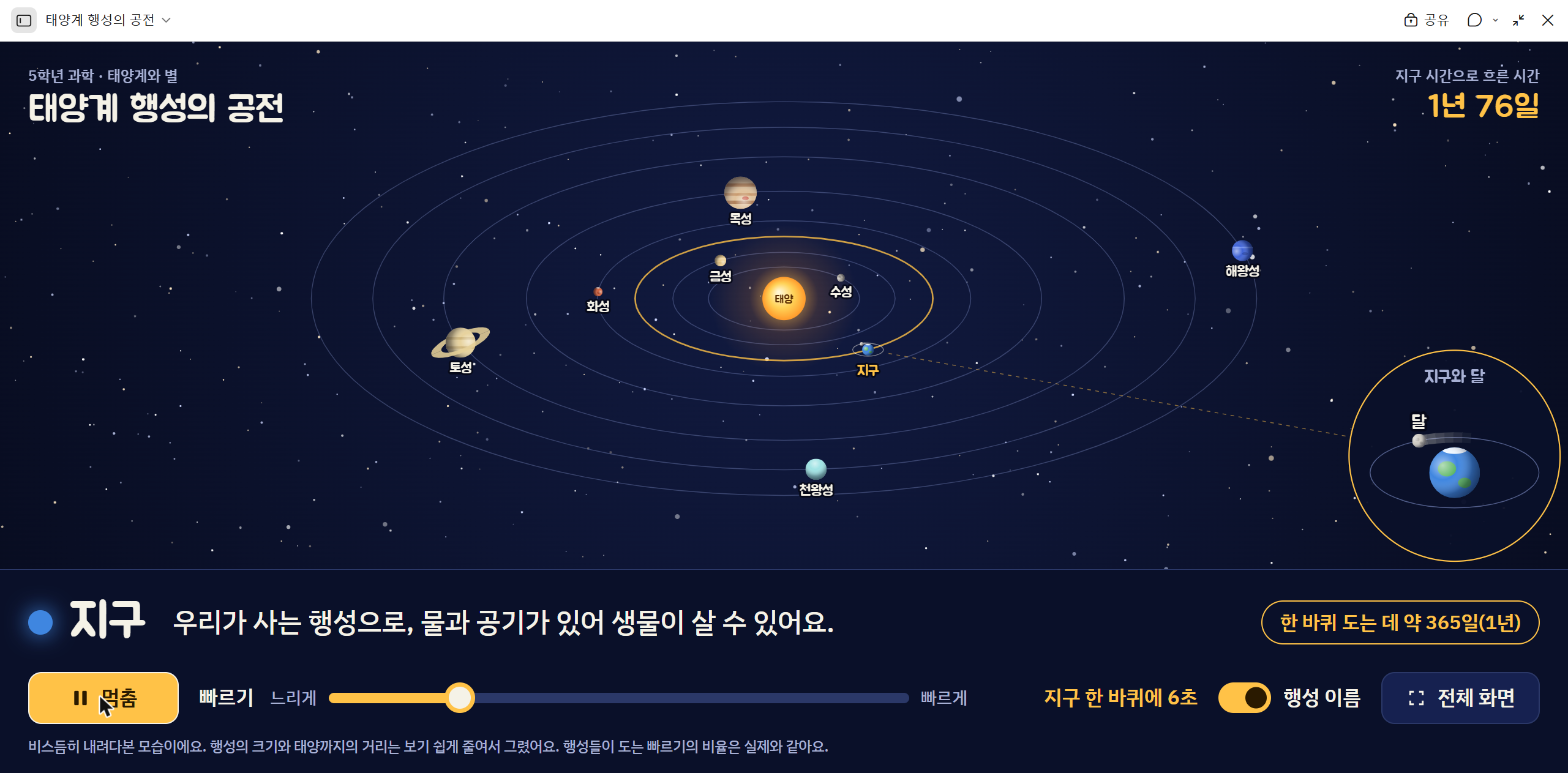 태양계 행성의 공전
공유
5학년 과학 · 태양계와 별
태양계 행성의 공전
지구 시간으로 흐른 시간
1년 76일
목성
금성
태양
수성
화성
해왕성
토성
지구
천왕성
지구와 달
달
지구
우리가 사는 행성으로, 물과 공기가 있어 생물이 살 수 있어요.
한 바퀴 도는 데 약 365일(1년)
멈춤
빠르기
느리게
빠르게
지구 한 바퀴에 6초
행성 이름
전체 화면
비스듬히 내려다본 모습이에요. 행성의 크기와 태양까지의 거리는 보기 쉽게 줄여서 그렸어요. 행성들이 도는 빠르기의 비율은 실제와 같아요.